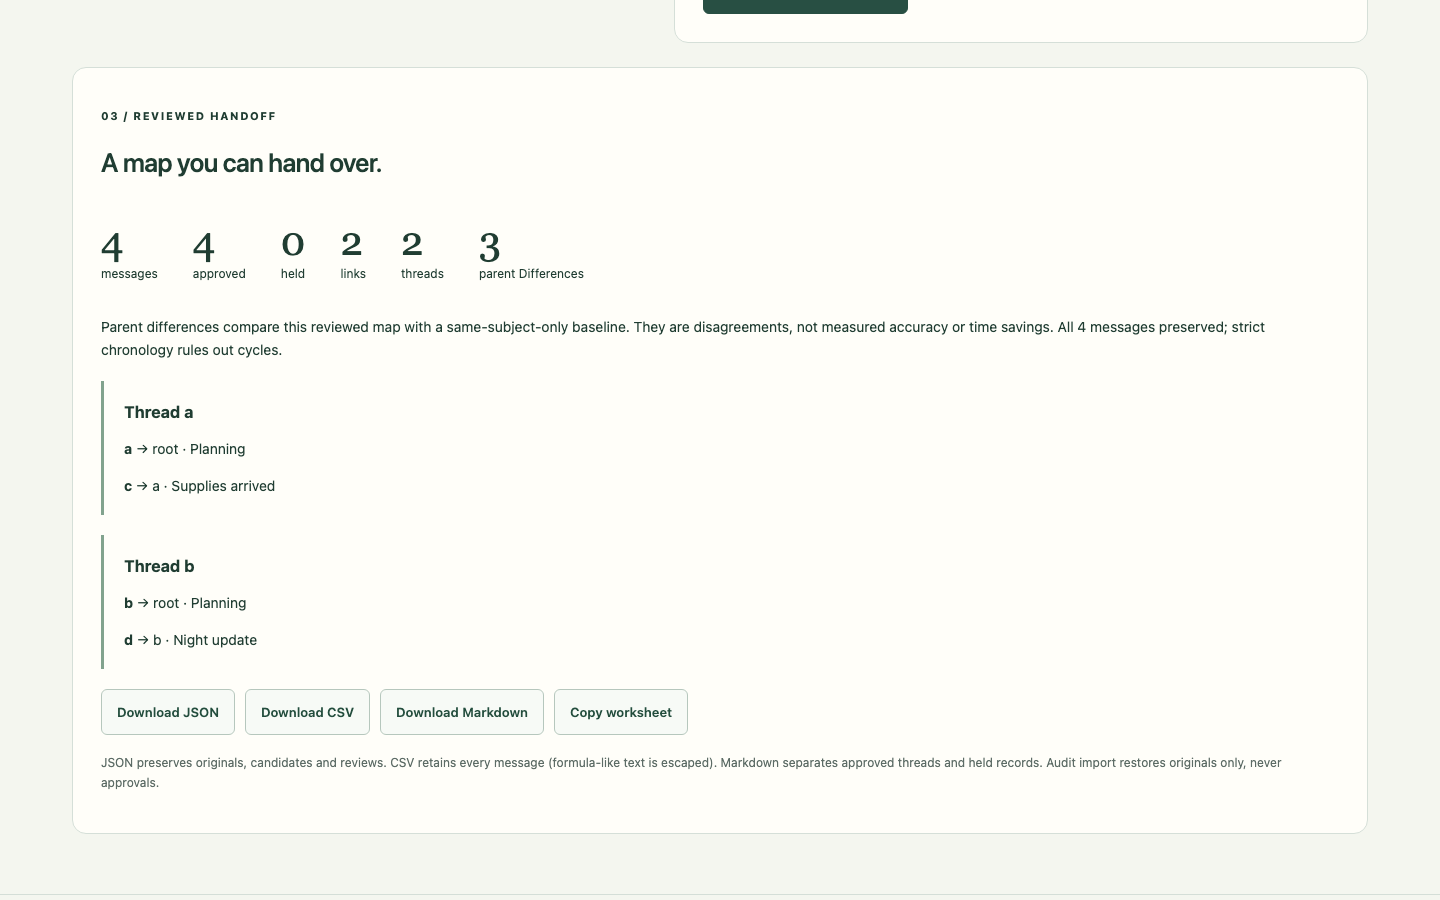 03 / REVIEWED HANDOFF
A map you can hand over.
4 4 0 2 2 3
messages approved held links threads parent Differences
Parent differences compare this reviewed map with a same-subject-only baseline. They are disagreements, not measured accuracy or time savings. All 4 messages preserved; strict
chronology rules out cycles.
Thread a
a → root · Planning
c → a · Supplies arrived
Thread b
b → root · Planning
d → b · Night update
Download JSON Download CSV Download Markdown Copy worksheet
JSON preserves originals, candidates and reviews. CSV retains every message (formula-like text is escaped). Markdown separates approved threads and held records. Audit import restores originals only, never
approvals.